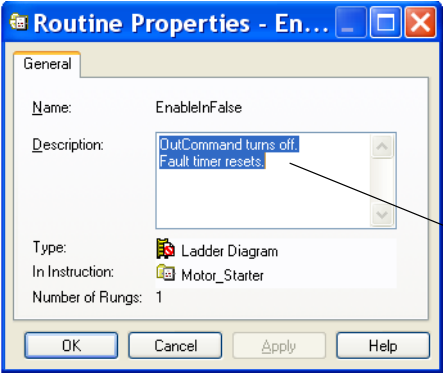 Routine Properties - En...
General
Name: EnableInFalse
Description: OutCommand turns off.
Fault timer resets.
Type: Ladder Diagram
In Instruction: Motor_Starter
Number of Rungs: 1
OK Cancel Apply Help